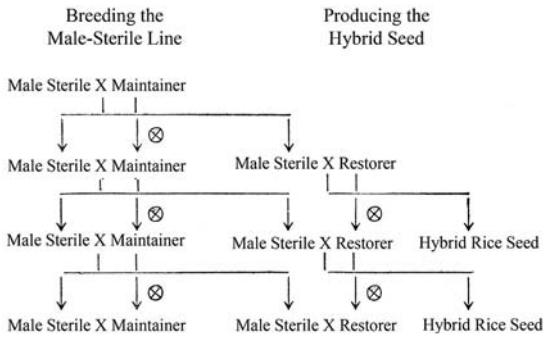 Breeding the
Male-Sterile Line
Producing the
Hybrid Seed
Male Sterile X Maintainer
Male Sterile X Maintainer
Male Sterile X Restorer
Male Sterile X Maintainer
Male Sterile X Restorer
Hybrid Rice Seed
Male Sterile X Maintainer
Male Sterile X Restorer
Hybrid Rice Seed